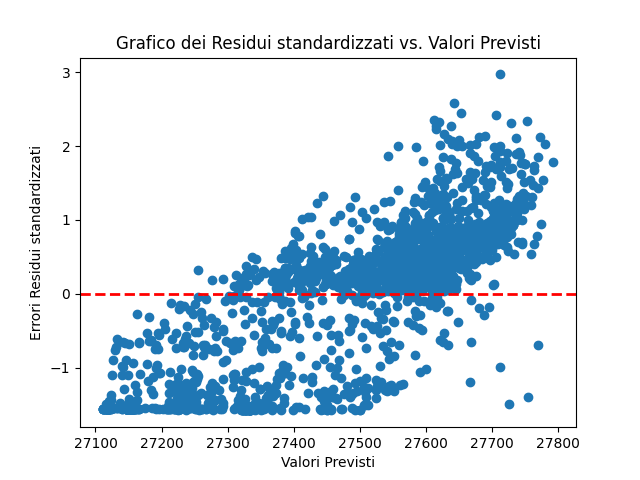 Grafico dei Residui standardizzati vs. Valori Previsti
Errori Residui standardizzati
3
2
1
0
−1
27100 27200 27300 27400 27500 27600 27700 27800
Valori Previsti